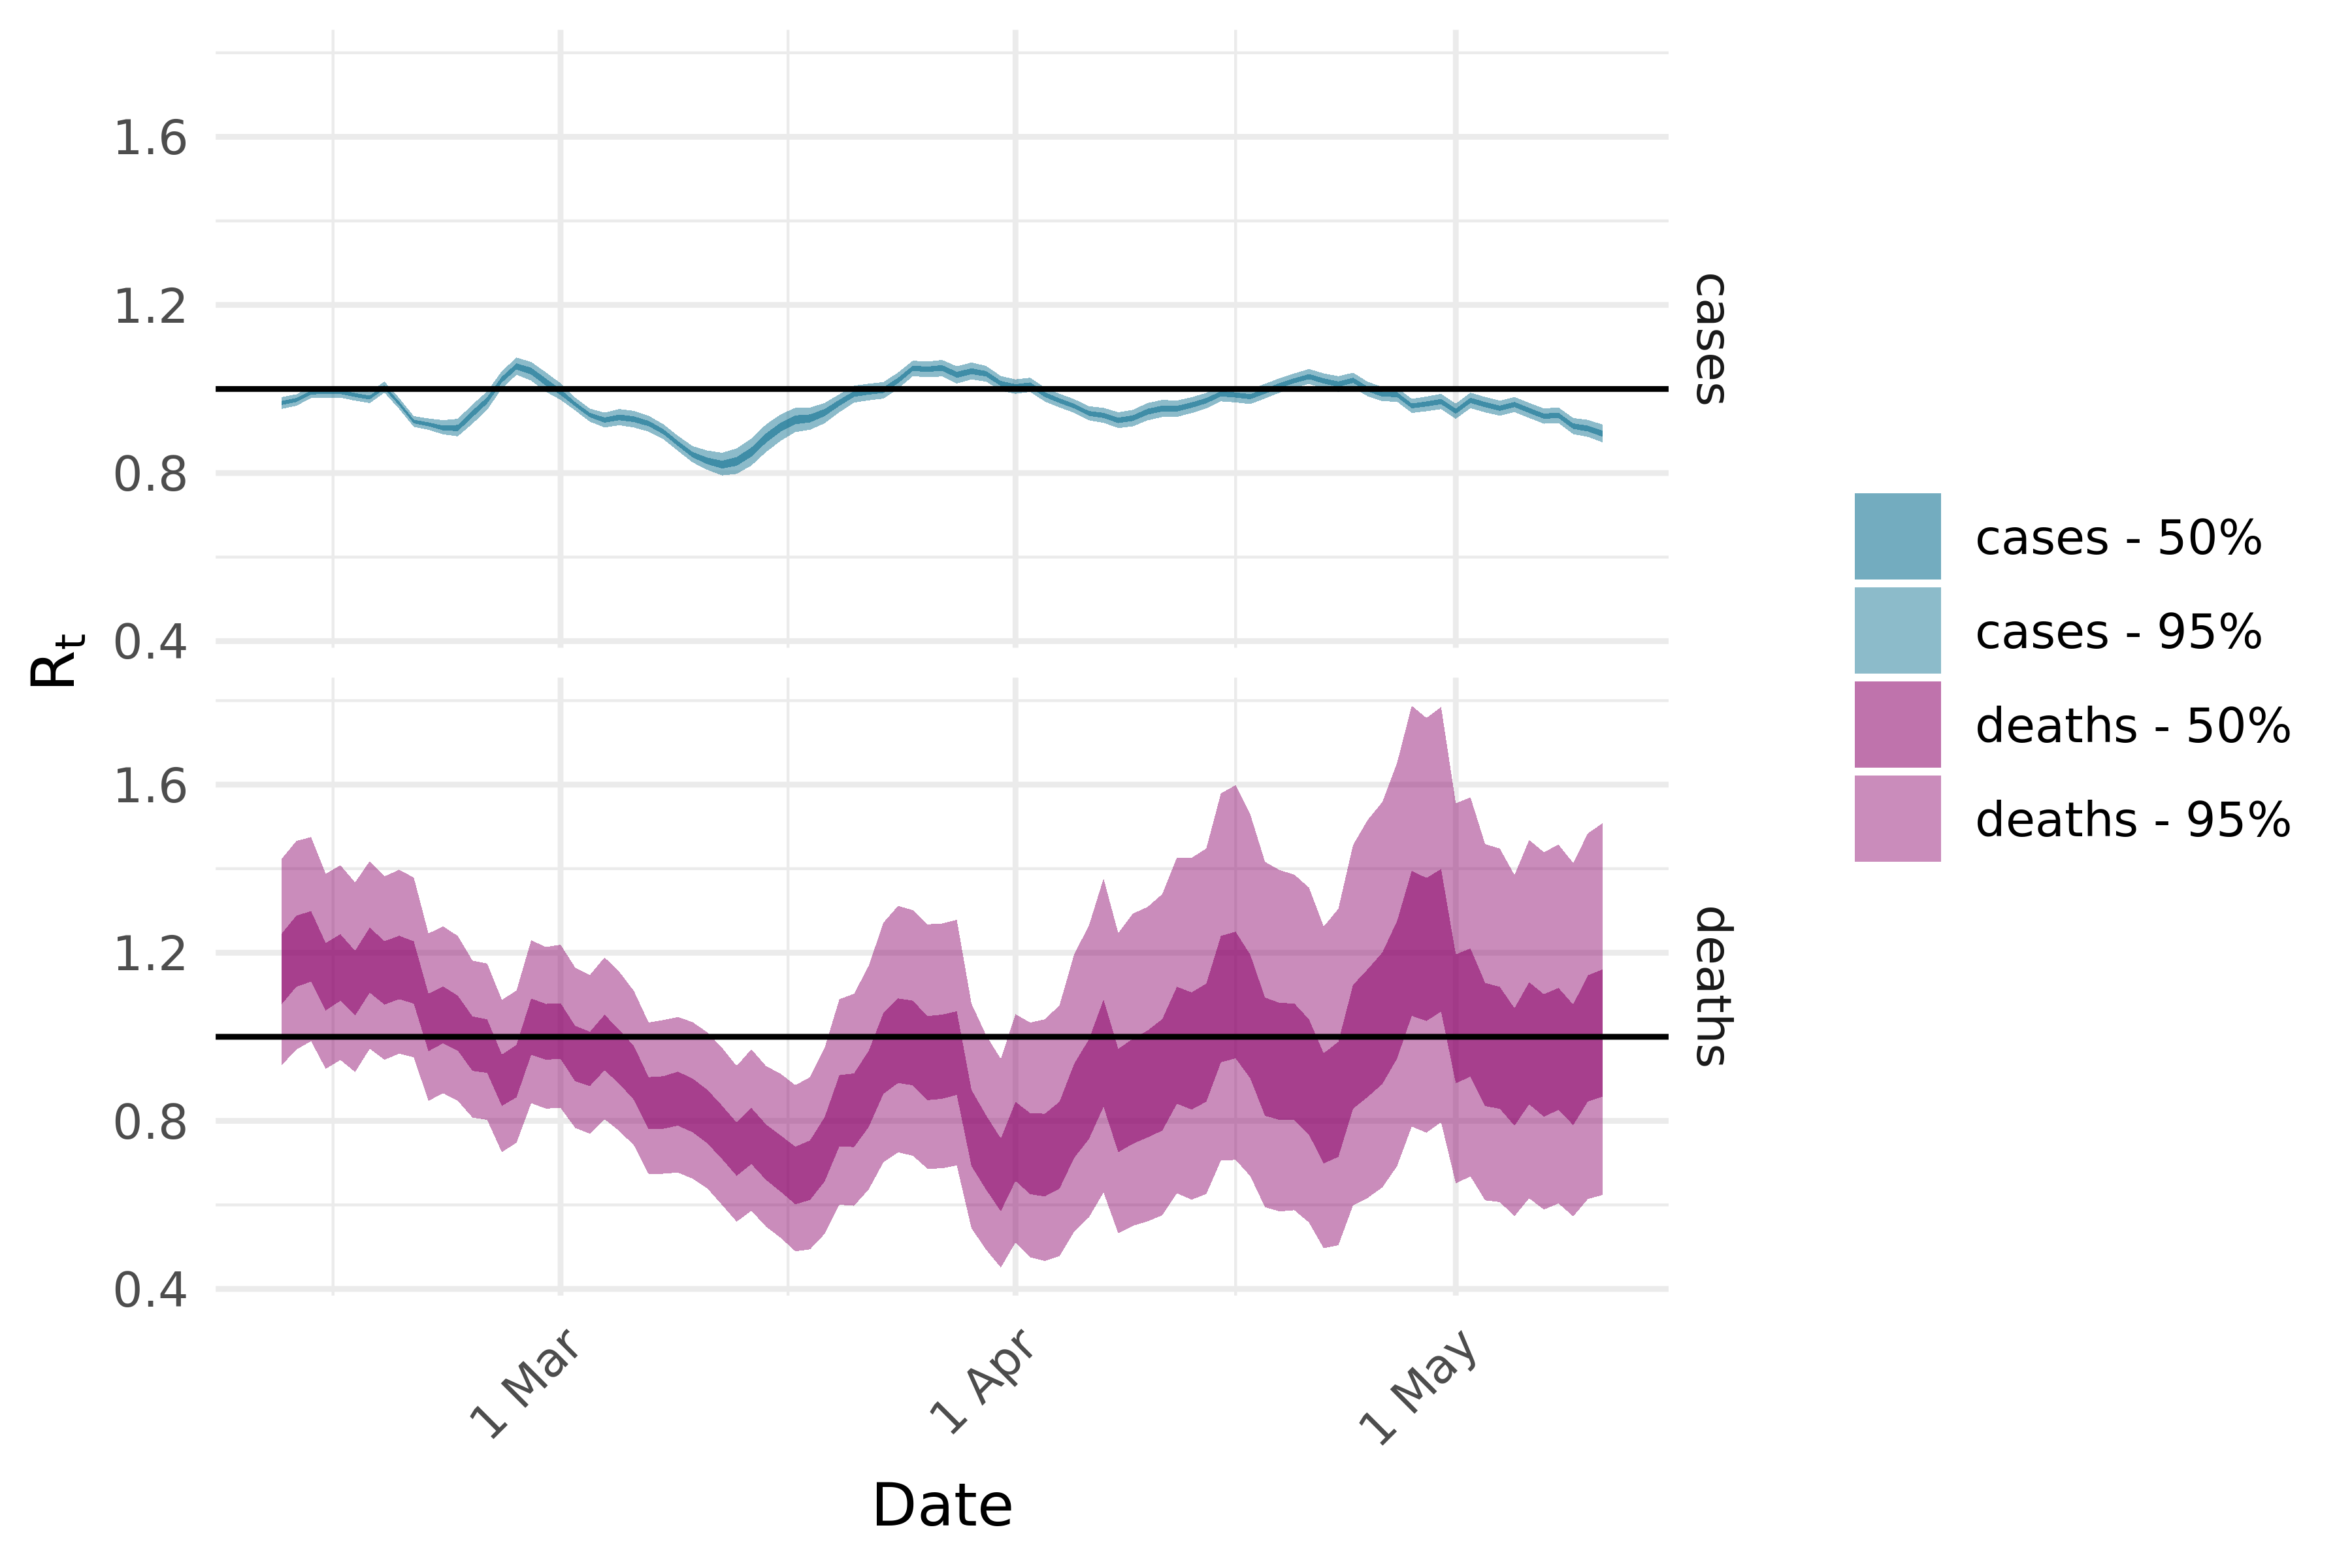 1.6
1.2
0.8
0.4
cases
1.6
1.2
0.8
0.4
deaths
Rt
1 Mar
1 Apr
1 May
Date
cases - 50%
cases - 95%
deaths - 50%
deaths - 95%